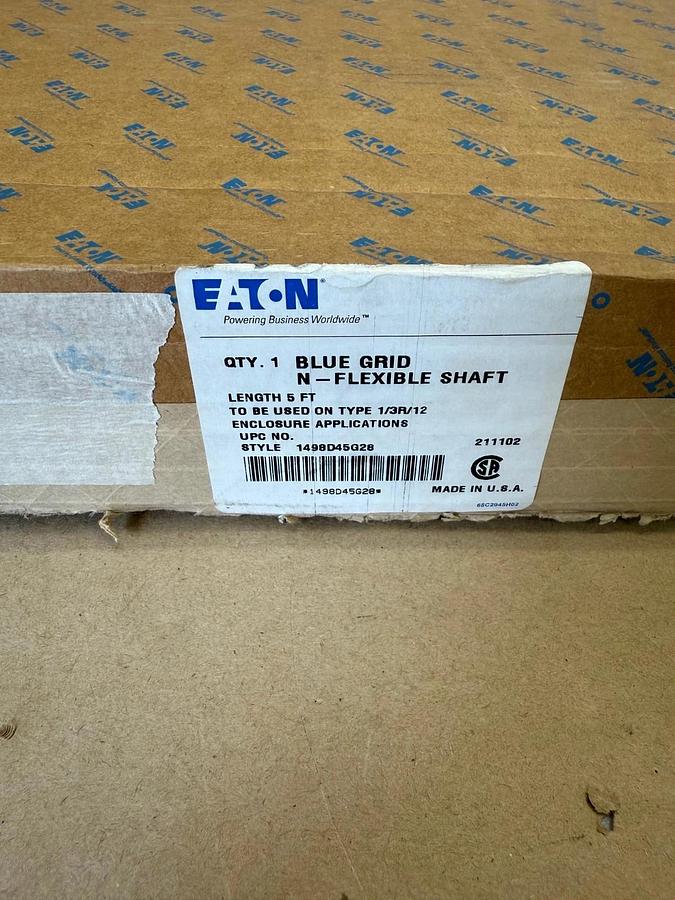 EATON®
Powering Business Worldwide™
QTY. 1 BLUE GRID
N-FLEXIBLE SHAFT
LENGTH 5 FT
TO BE USED ON TYPE 1/3R/12
ENCLOSURE APPLICATIONS
UPC NO.
211102
STYLE 1498D45G28
*1498D45G28*
MADE IN U.S.A.
65C2945H02